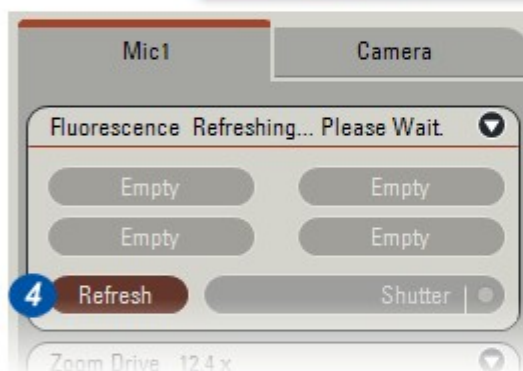 Mic1 Camera
Fluorescence Refreshing... Please Wait.
Empty Empty
Empty Empty
4 Refresh Shutter
Zoom Drive 12.4 x